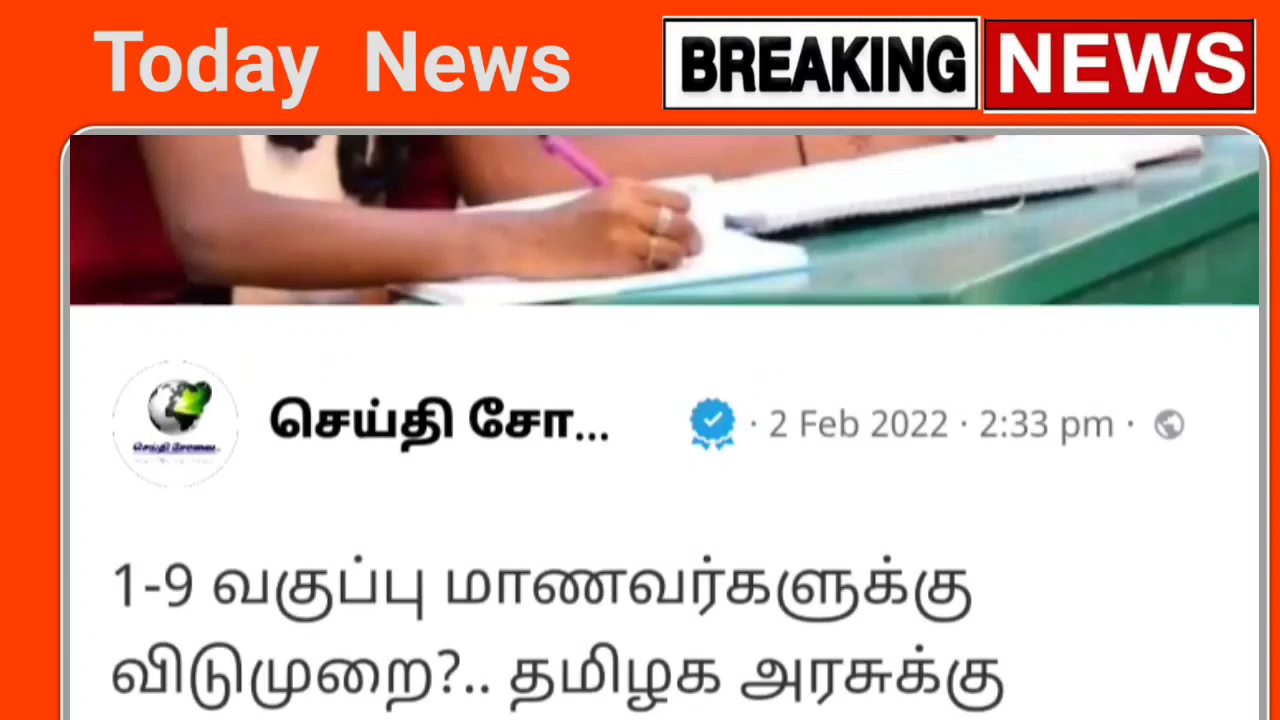 Today News
BREAKING NEWS
செய்தி சோ... · 2 Feb 2022 · 2:33 pm ·
செய்தி சோலை
1-9 வகுப்பு மாணவர்களுக்கு
விடுமுறை?.. தமிழக அரசுக்கு